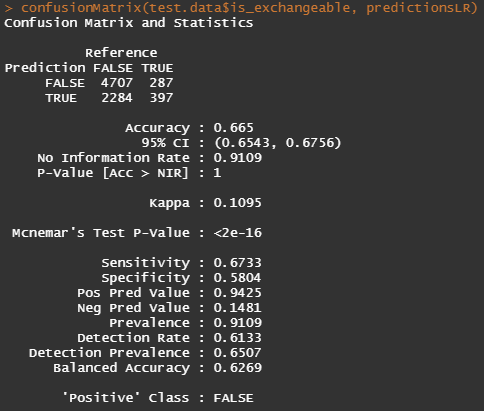 > confusionMatrix(test.data$is_exchangeable, predictionsLR)
Confusion Matrix and Statistics
Reference
Prediction FALSE TRUE
FALSE 4707 287
TRUE 2284 397
Accuracy : 0.665
95% CI : (0.6543, 0.6756)
No Information Rate : 0.9109
P-Value [Acc > NIR] : 1
Kappa : 0.1095
Mcnemar's Test P-Value : <2e-16
Sensitivity : 0.6733
Specificity : 0.5804
Pos Pred Value : 0.9425
Neg Pred Value : 0.1481
Prevalence : 0.9109
Detection Rate : 0.6133
Detection Prevalence : 0.6507
Balanced Accuracy : 0.6269
'Positive' Class : FALSE